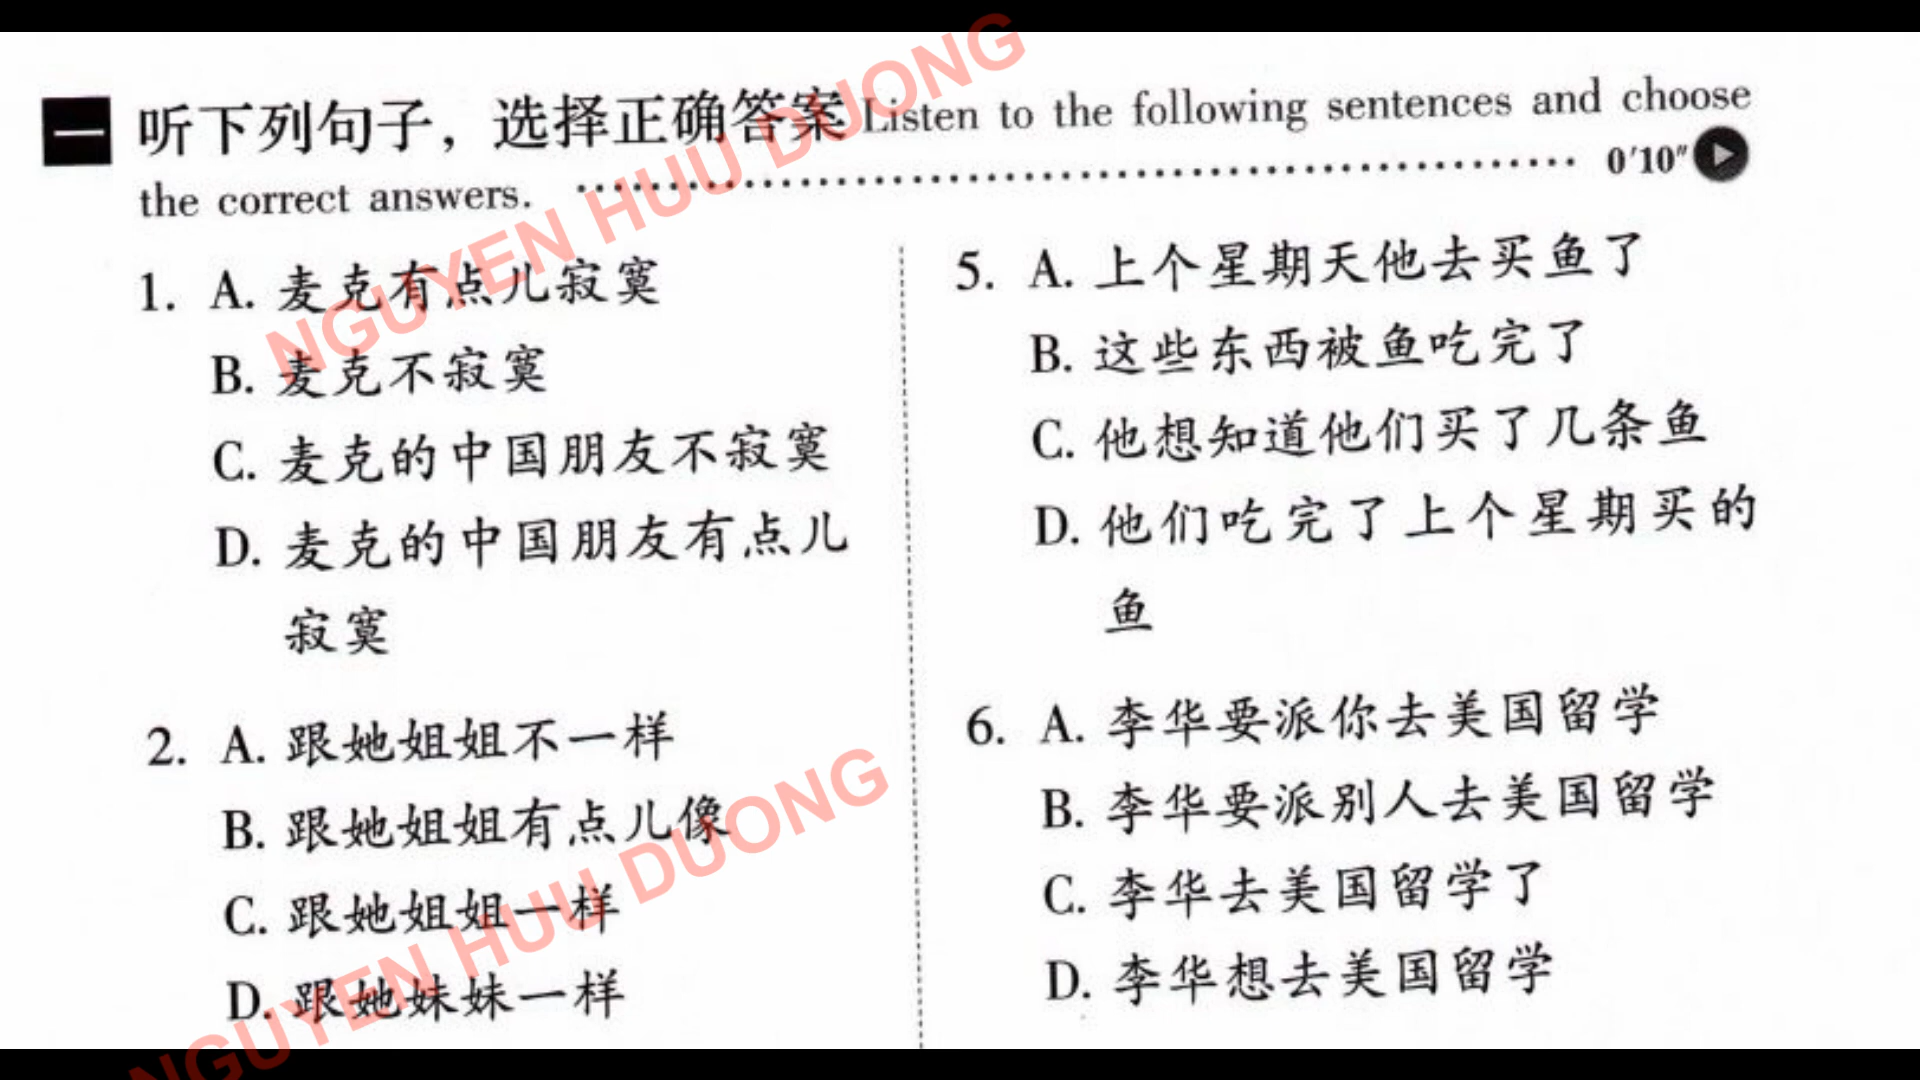 一 听下列句子，选择正确答案 Listen to the following sentences and choose
the correct answers. ………… 0′10″
1. A. 麦克有点儿寂寞
B. 麦克不寂寞
C. 麦克的中国朋友不寂寞
D. 麦克的中国朋友有点儿
寂寞
2. A. 跟她姐姐不一样
B. 跟她姐姐有点儿像
C. 跟她姐姐一样
D. 跟她妹妹一样
5. A. 上个星期天他去买鱼了
B. 这些东西被鱼吃完了
C. 他想知道他们买了几条鱼
D. 他们吃完了上个星期买的
鱼
6. A. 李华要派你去美国留学
B. 李华要派别人去美国留学
C. 李华去美国留学了
D. 李华想去美国留学
NGUYEN HUU DUONG
NGUYEN HUU DUONG